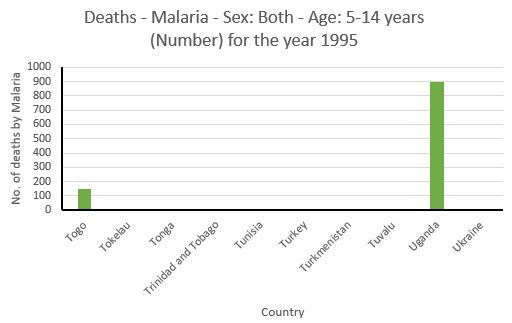 Deaths - Malaria - Sex: Both - Age: 5-14 years
(Number) for the year 1995
No. of deaths by Malaria
1000
900
800
700
600
500
400
300
200
100
0
Togo
Tokelau
Tonga
Trinidad and Tobago
Tunisia
Turkey
Turkmenistan
Tuvalu
Uganda
Ukraine
Country